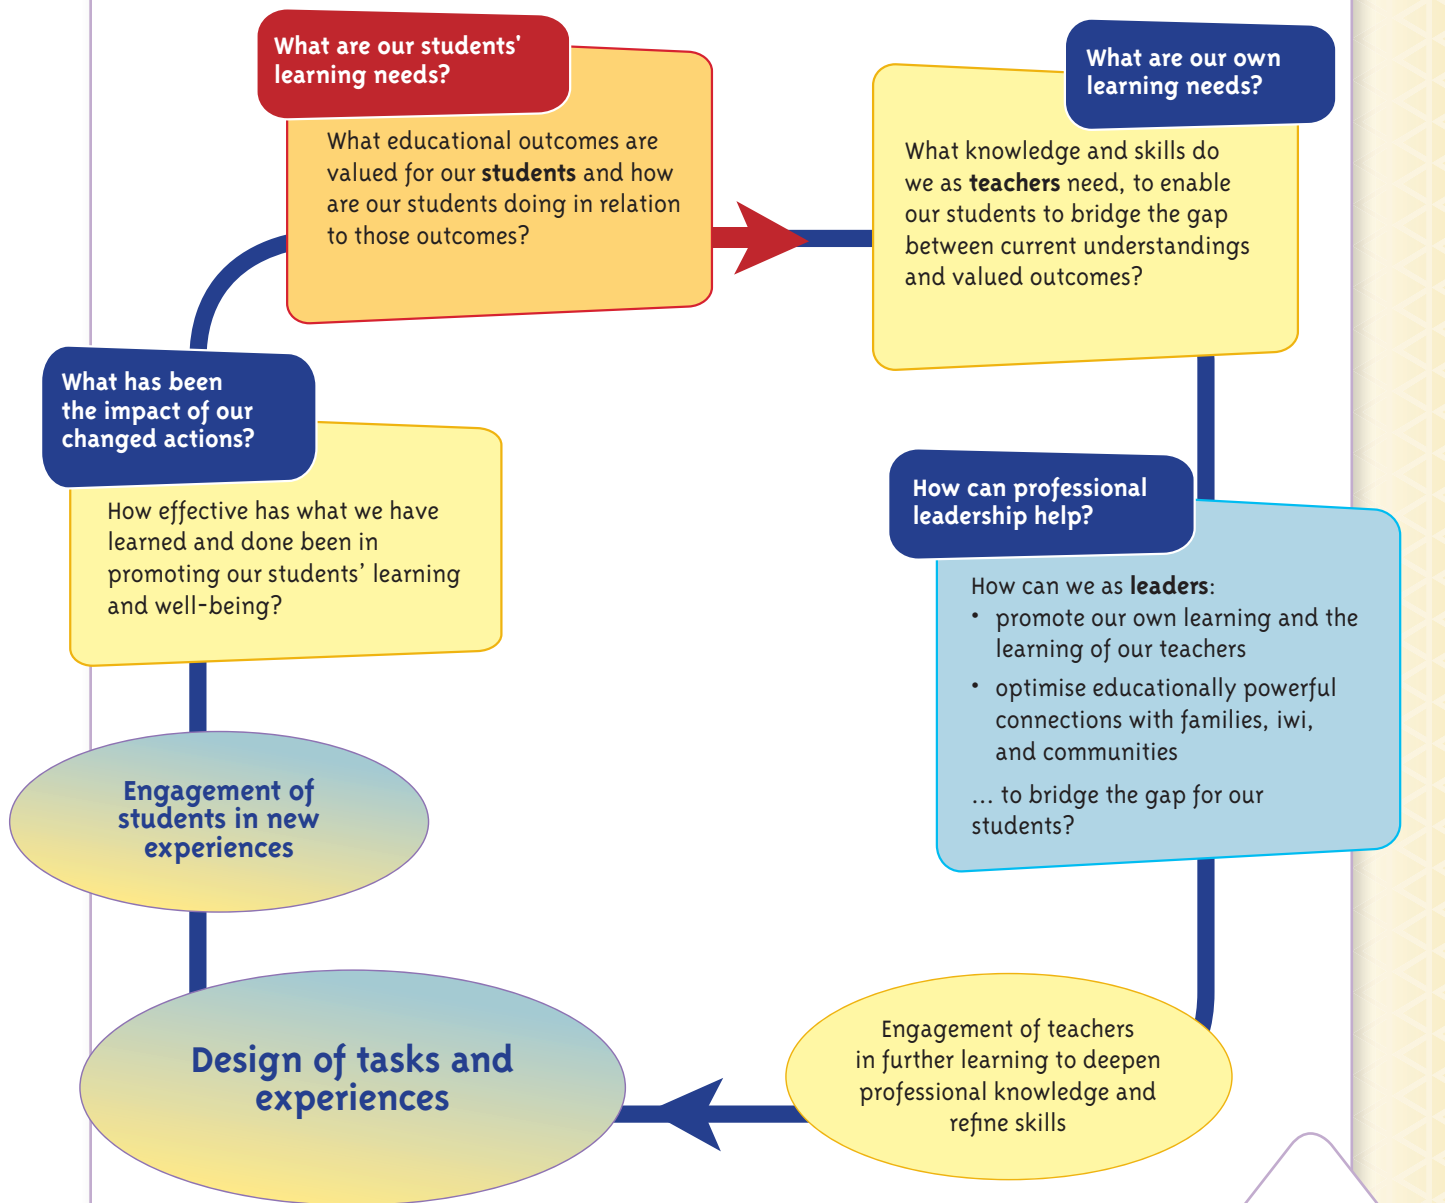 What are our students'
learning needs?
What educational outcomes are
valued for our students and how
are our students doing in relation
to those outcomes?
What are our own
learning needs?
What knowledge and skills do
we as teachers need, to enable
our students to bridge the gap
between current understandings
and valued outcomes?
How can professional
leadership help?
How can we as leaders:
• promote our own learning and the
learning of our teachers
• optimise educationally powerful
connections with families, iwi,
and communities
... to bridge the gap for our
students?
Engagement of teachers
in further learning to deepen
professional knowledge and
refine skills
Design of tasks and
experiences
Engagement of
students in new
experiences
What has been
the impact of our
changed actions?
How effective has what we have
learned and done been in
promoting our students’ learning
and well-being?